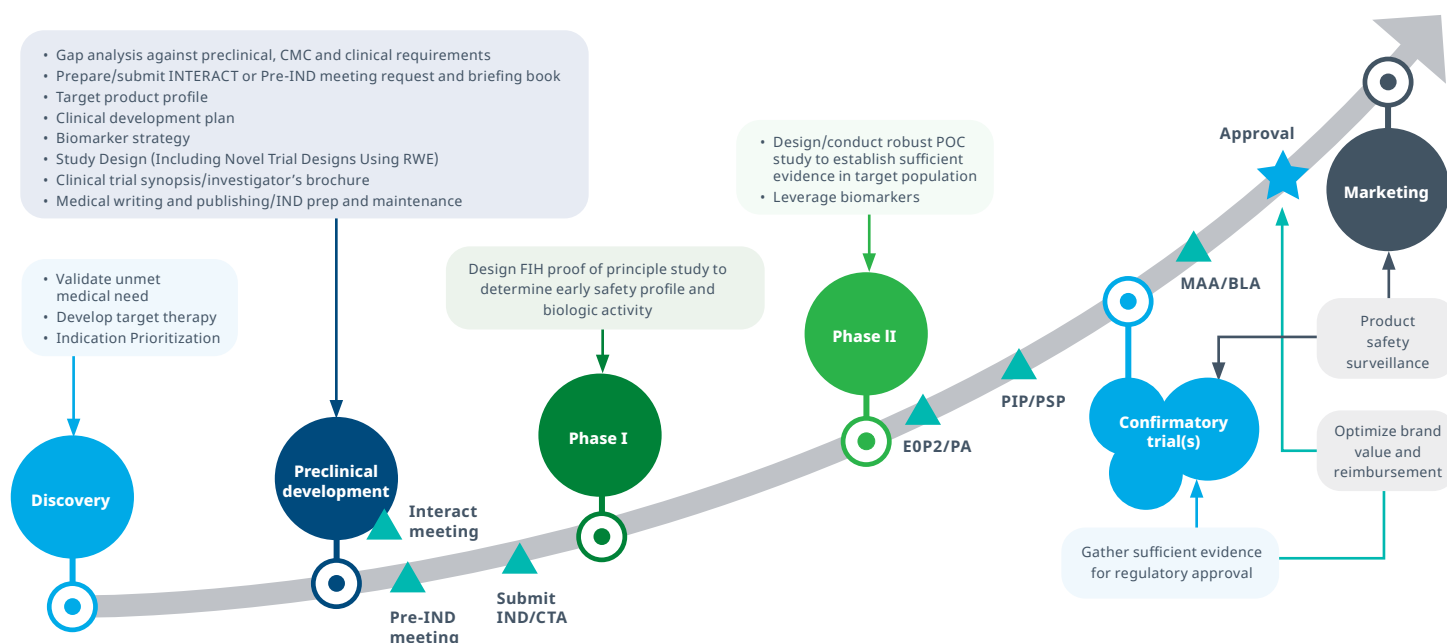 • Gap analysis against preclinical, CMC and clinical requirements
• Prepare/submit INTERACT or Pre-IND meeting request and briefing book
• Target product profile
• Clinical development plan
• Biomarker strategy
• Study Design (Including Novel Trial Designs Using RWE)
• Clinical trial synopsis/investigator’s brochure
• Medical writing and publishing/IND prep and maintenance
• Validate unmet
medical need
• Develop target therapy
• Indication Prioritization
Discovery
Preclinical
development
Interact
meeting
Pre-IND
meeting
Submit
IND/CTA
Design FIH proof of principle study to
determine early safety profile and
biologic activity
Phase I
• Design/conduct robust POC
study to establish sufficient
evidence in target population
• Leverage biomarkers
Phase lI
E0P2/PA
PIP/PSP
Confirmatory
trial(s)
Gather sufficient evidence
for regulatory approval
MAA/BLA
Approval
Marketing
Product
safety
surveillance
Optimize brand
value and
reimbursement